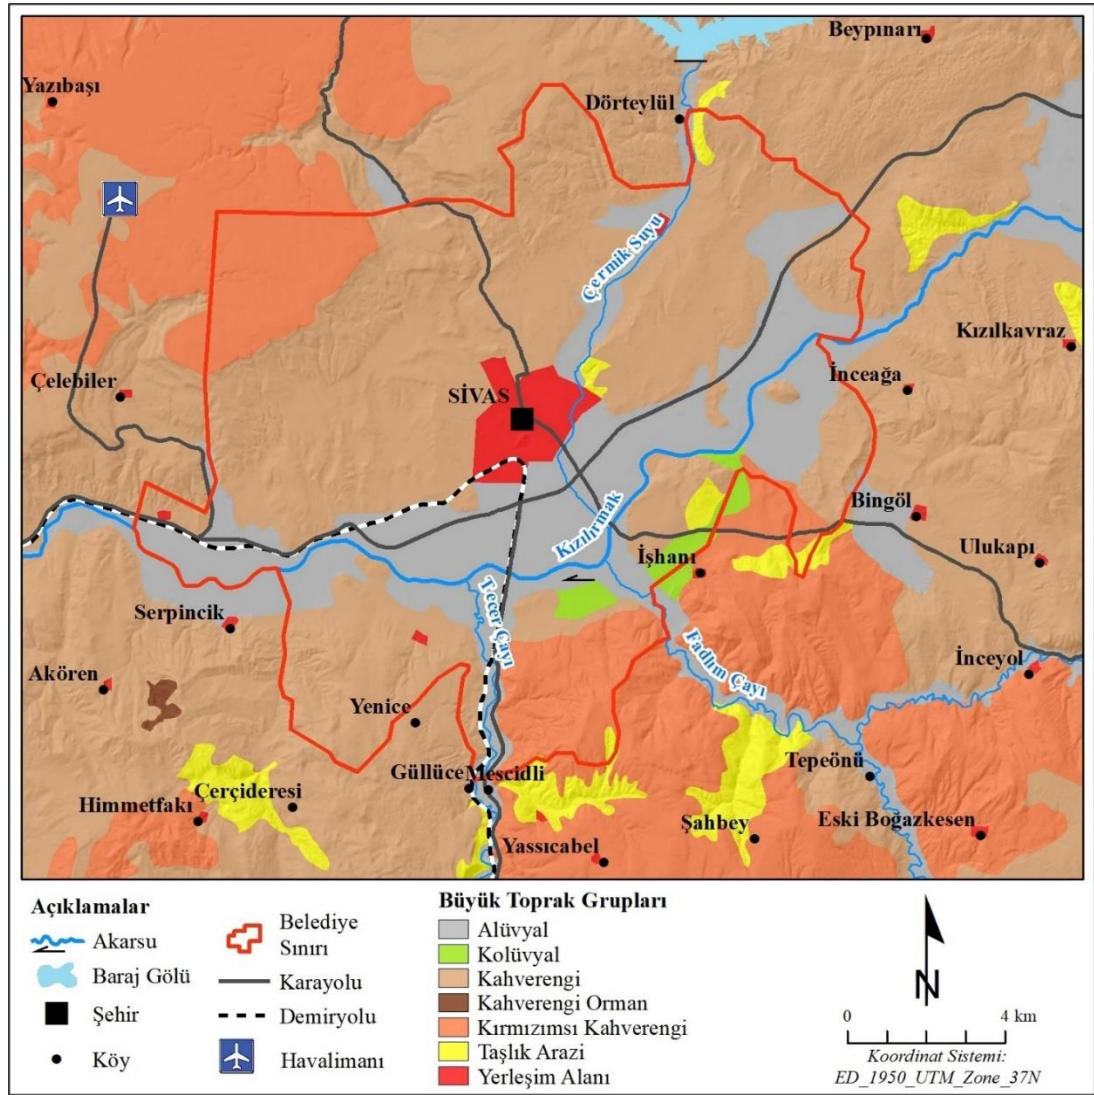 Beypınarı
Yazıbaşı
Dörteylül
Çermik Suyu
Kızılkavraz
Çelebiler
İnceağa
SİVAS
Bingöl
Kızılırmak
İşhanı
Ulukapı
Serpincik
Tecer Çayı
Fadlım Çayı
İnceyol
Akören
Yenice
Tepeönü
Güllüce
Mescidli
Çerçideresi
Himmetfakı
Şahbey
Eski Boğazkesen
Yassıcabel
Açıklamalar
Akarsu
Baraj Gölü
Şehir
Köy
Belediye
Sınırı
Karayolu
Demiryolu
Havalimanı
Büyük Toprak Grupları
Alüvyal
Kolüvyal
Kahverengi
Kahverengi Orman
Kırmızımsı Kahverengi
Taşlık Arazi
Yerleşim Alanı
N
0 4 km
Koordinat Sistemi:
ED_1950_UTM_Zone_37N